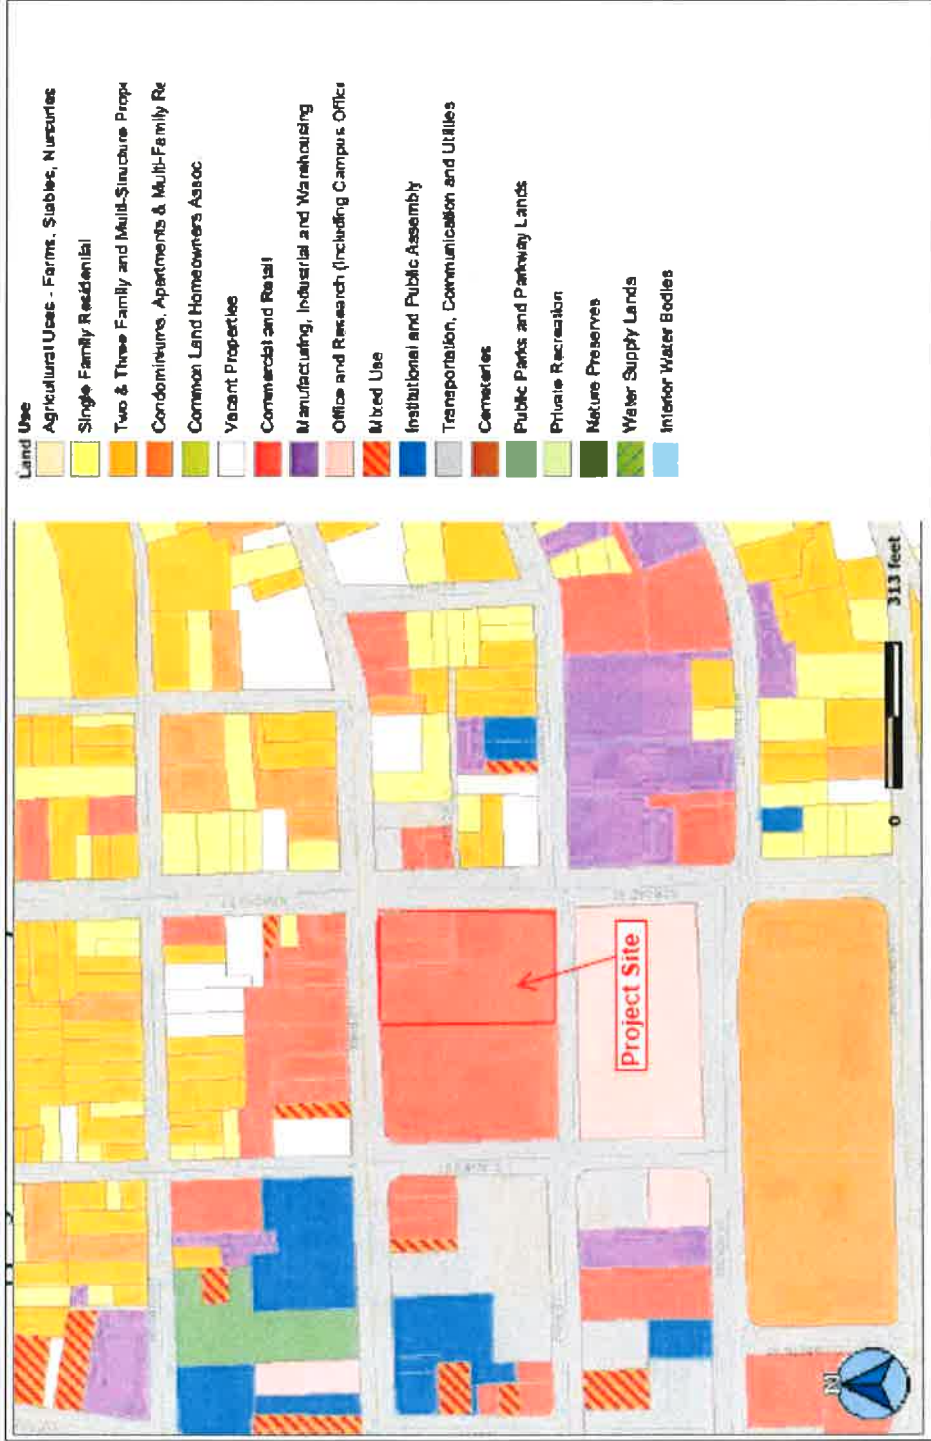 Land Use
Agricultural Uses - Farms, Stables, Nurseries
Single Family Residential
Two & Three Family and Multi-Structure Prope
Condominiums, Apartments & Multi-Family Re
Common Land Homeowners Assoc.
Vacant Properties
Commercial and Retail
Manufacturing, Industrial and Warehousing
Office and Research (Including Campus Office
Mixed Use
Institutional and Public Assembly
Transportation, Communication and Utilities
Cemeteries
Public Parks and Parkway Lands
Private Recreation
Nature Preserves
Water Supply Lands
Interior Water Bodies
Project Site
N
0
313 feet